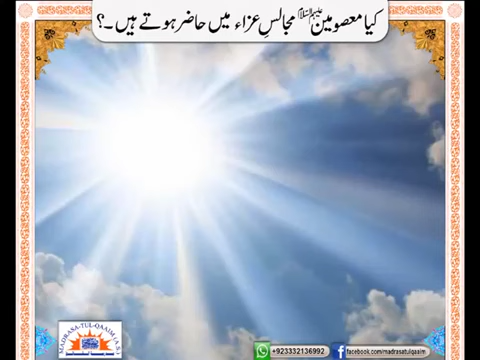 کیا معصومین علیہم السلام مجالسِ عزاء میں حاضر ہوتے ہیں۔؟
MADRASA-TUL-QAAIM (A.S)
+923332136992
facebook.com/madrasatulqaaim